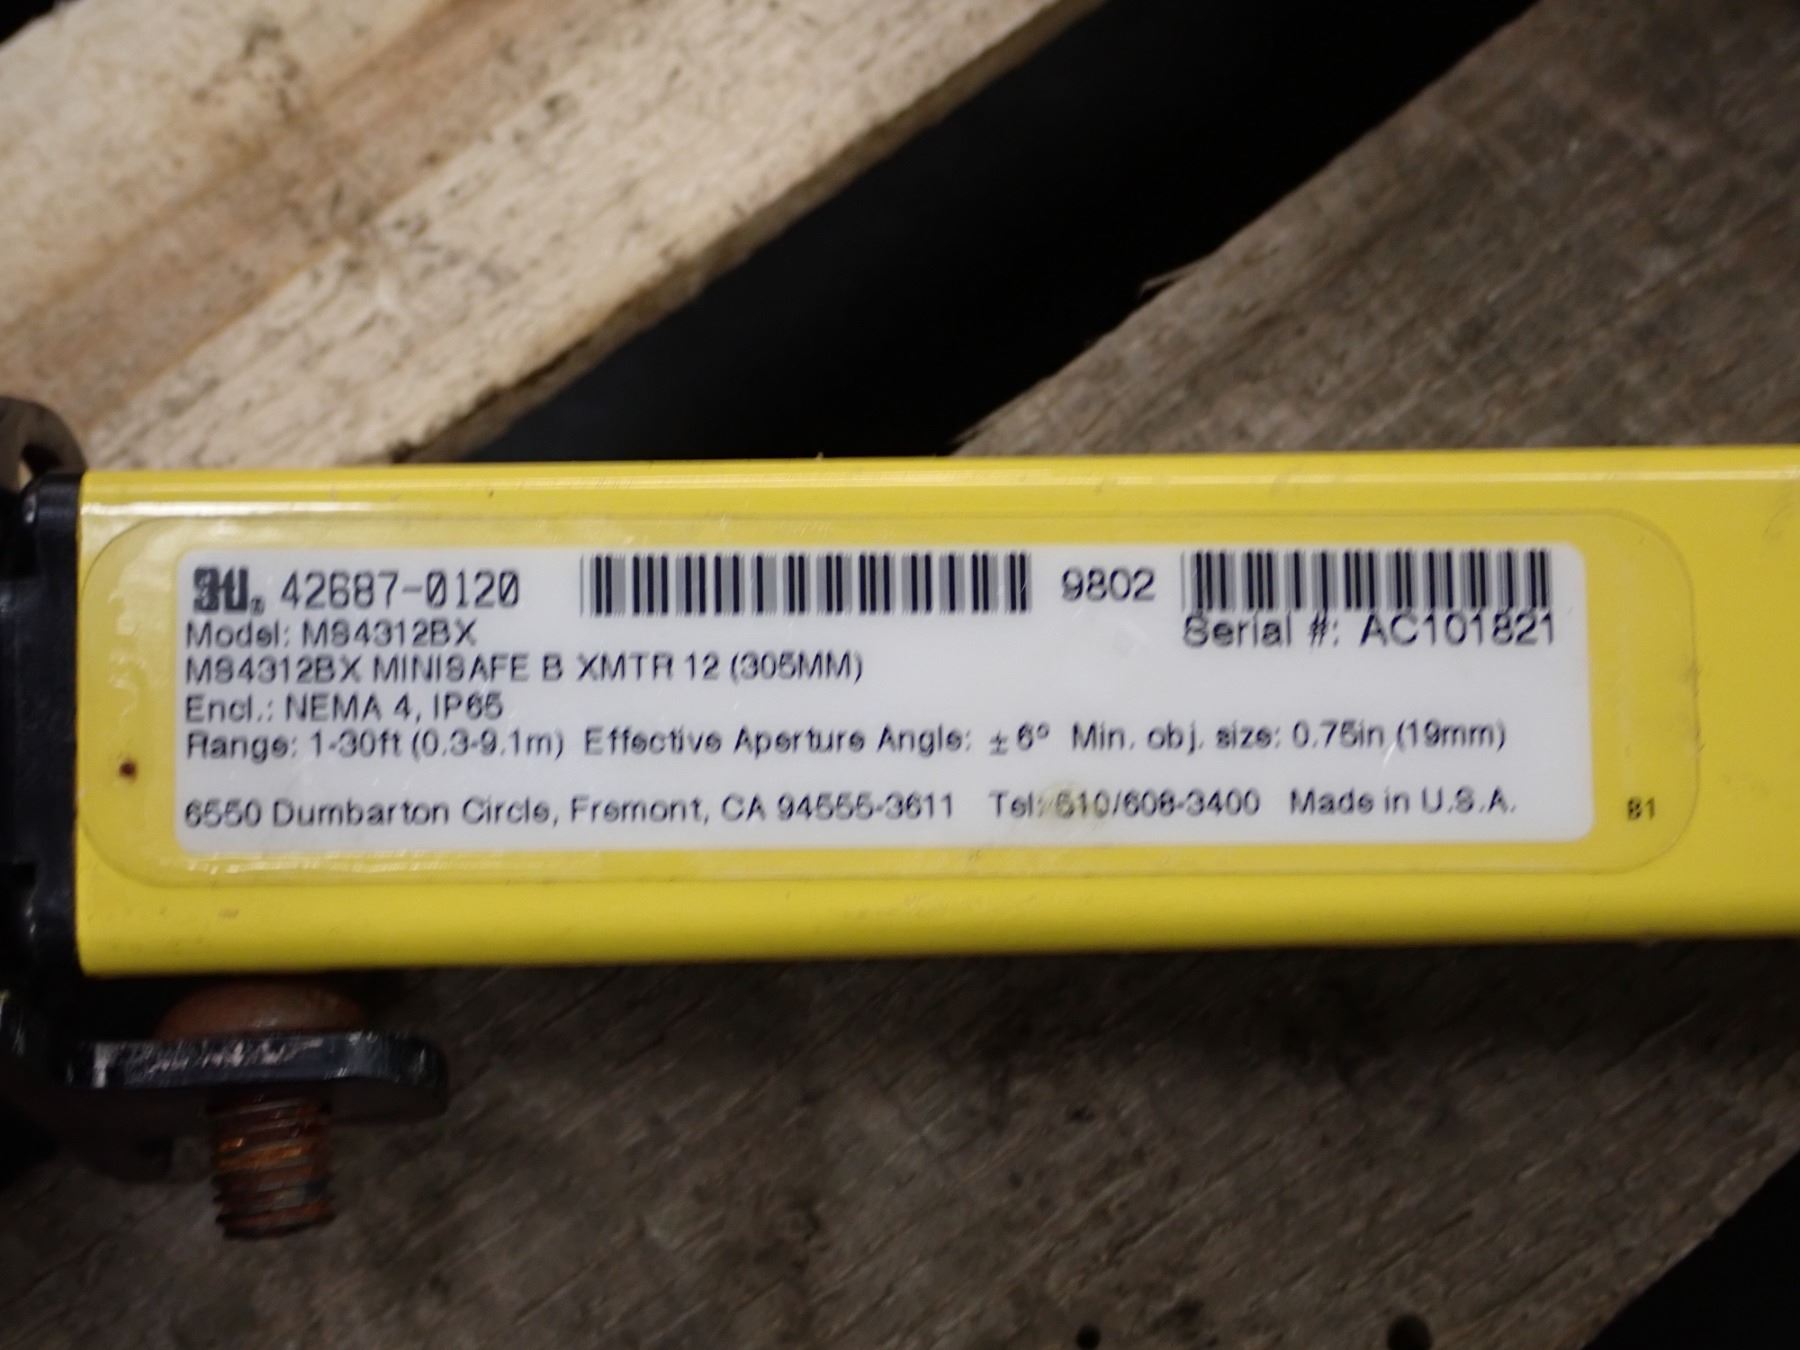 STI. 42687-0120 9802
Serial #: AC101821
Model: MS4312BX
MS4312BX MINISAFE B XMTR 12 (305MM)
Encl.: NEMA 4, IP65
Range: 1-30ft (0.3-9.1m) Effective Aperture Angle: ±6° Min. obj. size: 0.75in (19mm)
6550 Dumbarton Circle, Fremont, CA 94555-3611 Tel: 510/608-3400 Made in U.S.A.
B1